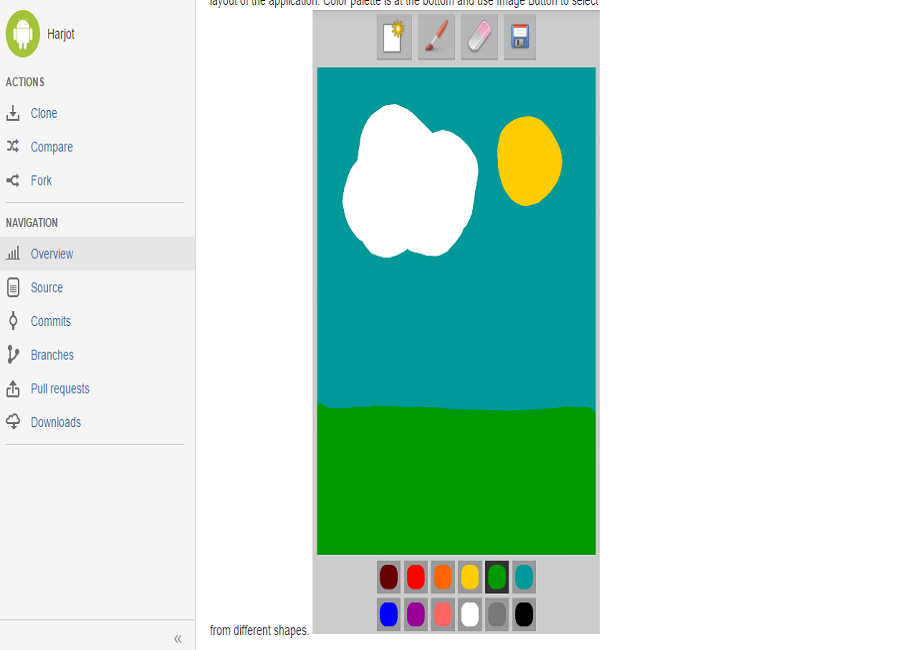 layout of the application. Color palette is at the bottom and use Image Button to select
Harjot
ACTIONS
Clone
Compare
Fork
NAVIGATION
Overview
Source
Commits
Branches
Pull requests
Downloads
from different shapes.
«